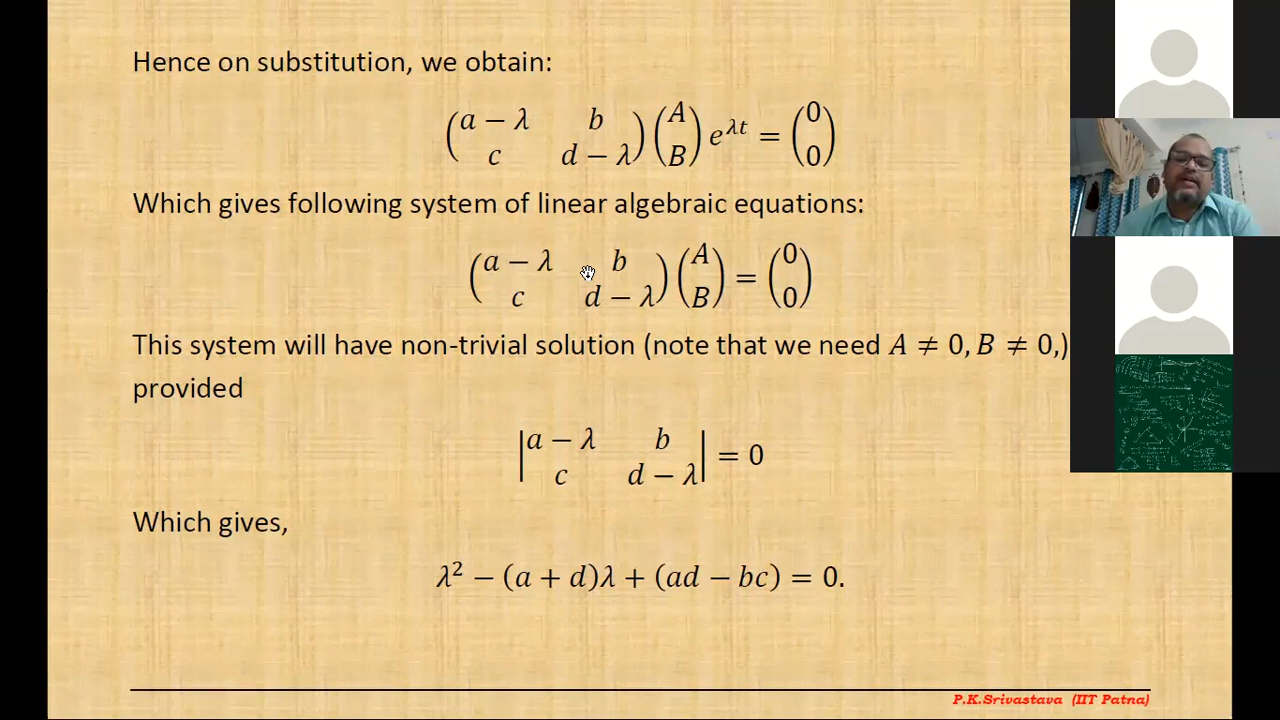 Hence on substitution, we obtain:
(a − λ b
c d − λ) (A
B) e^{λt} = (0
0)
Which gives following system of linear algebraic equations:
(a − λ b
c d − λ) (A
B) = (0
0)
This system will have non-trivial solution (note that we need A ≠ 0, B ≠ 0,)
provided
|a − λ b
c d − λ| = 0
Which gives,
λ² − (a + d)λ + (ad − bc) = 0.
P.K.Srivastava (IIT Patna)